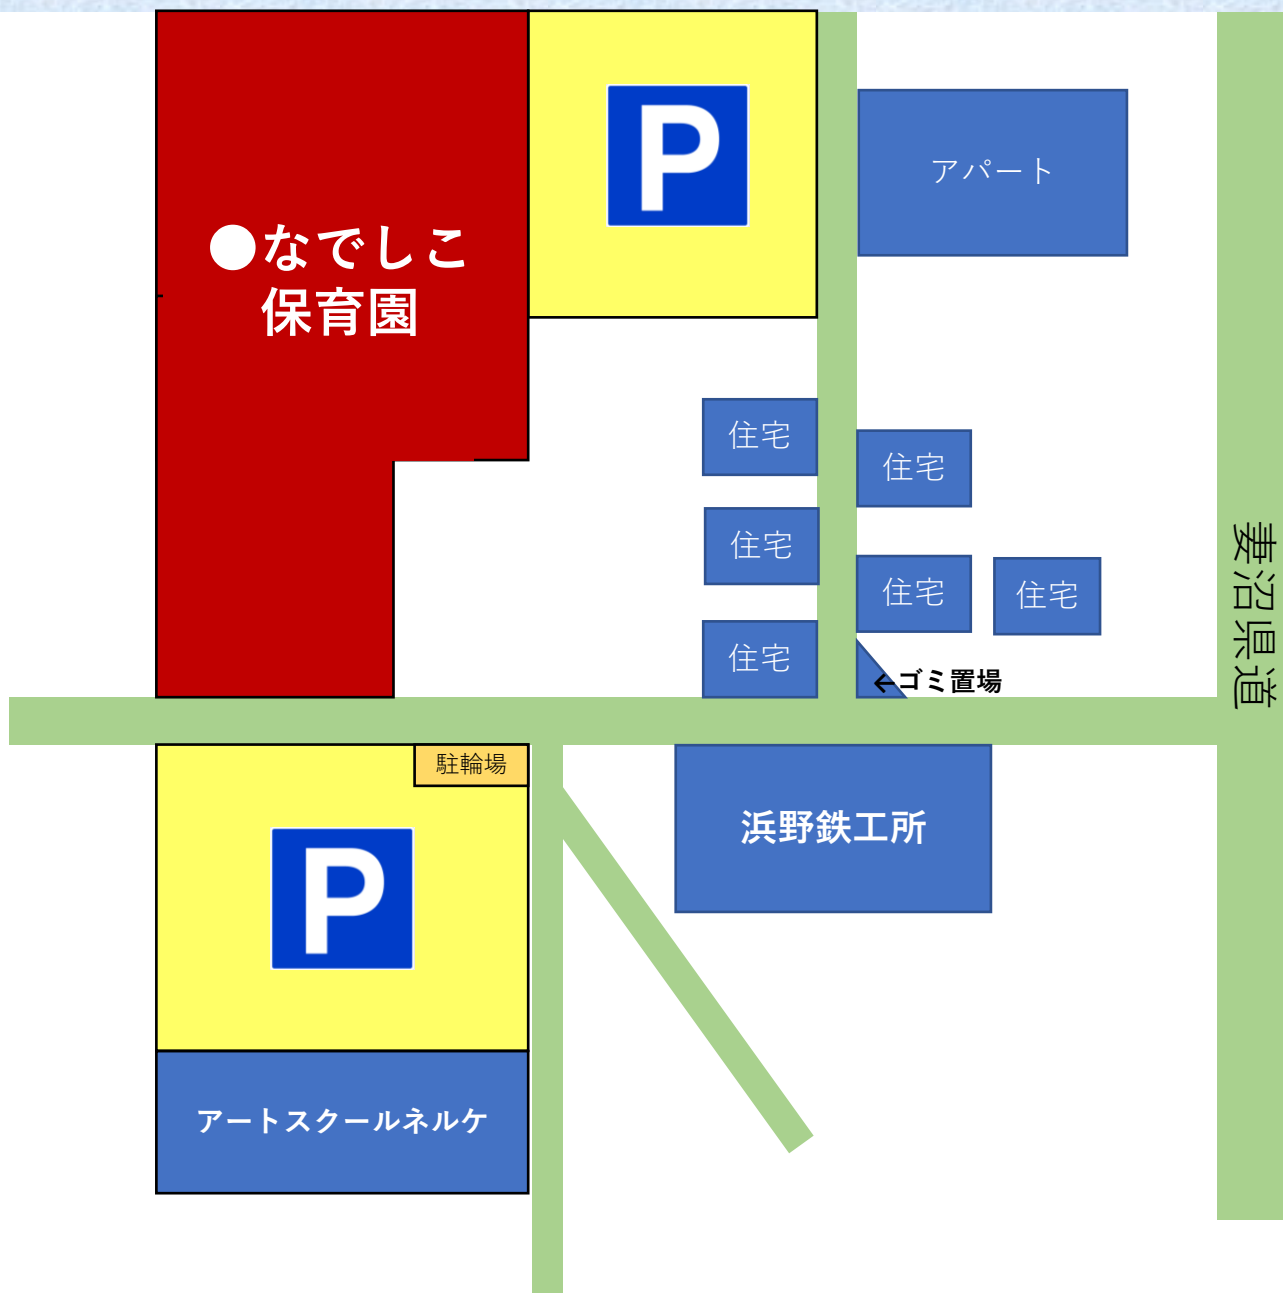 P
アパート
●なでしこ
保育園
住宅
住宅
住宅
住宅
住宅
住宅
妻沼県道
←ゴミ置場
駐輪場
浜野鉄工所
P
アートスクールネルケ